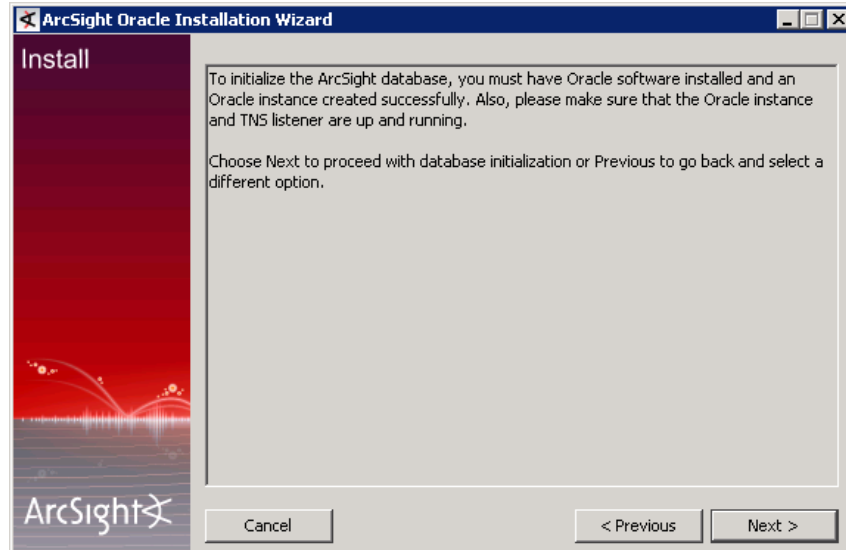 ArcSight Oracle Installation Wizard
Install
To initialize the ArcSight database, you must have Oracle software installed and an
Oracle instance created successfully. Also, please make sure that the Oracle instance
and TNS listener are up and running.
Choose Next to proceed with database initialization or Previous to go back and select a
different option.
ArcSight
Cancel
< Previous
Next >